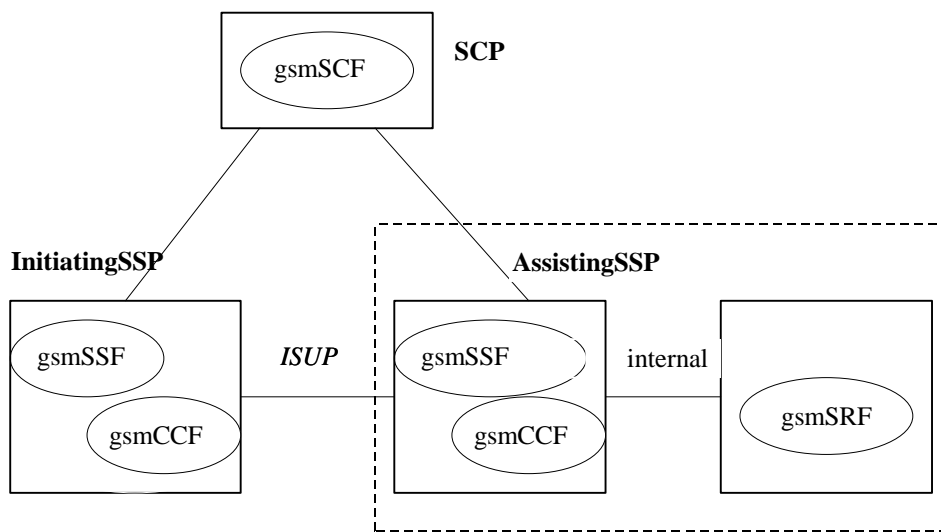 gsmSCF
SCP
InitiatingSSP
AssistingSSP
gsmSSF
ISUP
gsmSSF
internal
gsmCCF
gsmCCF
gsmSRF